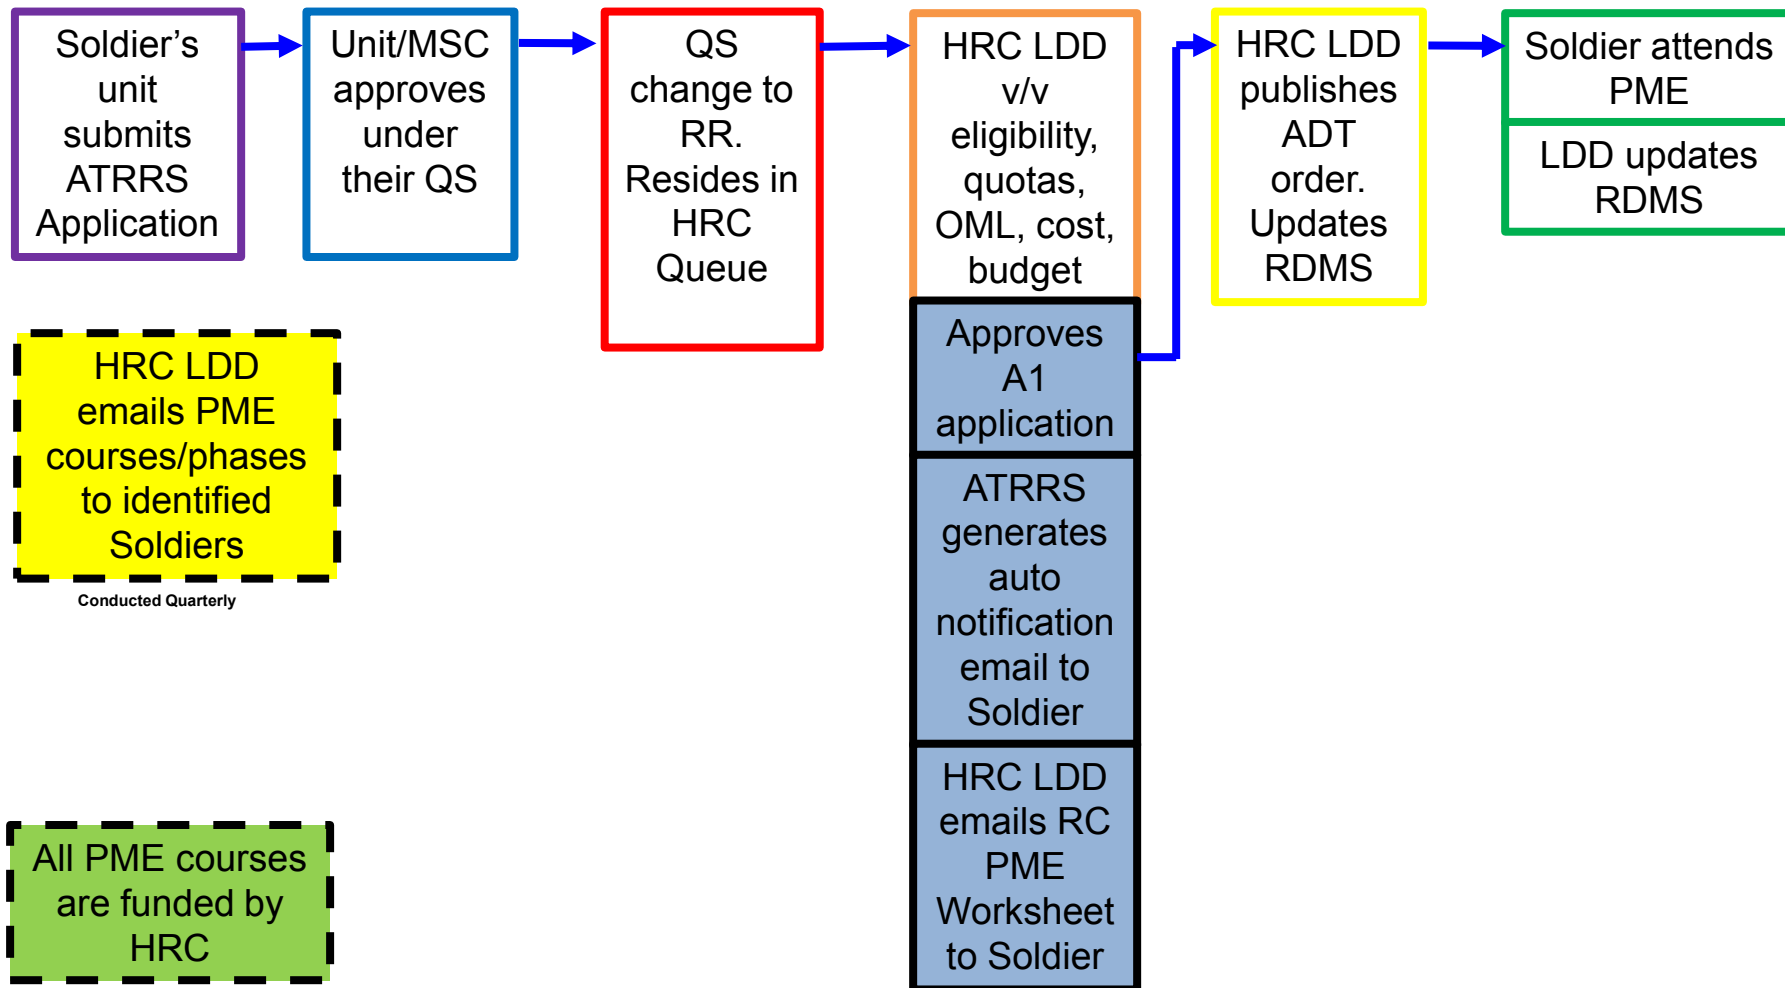 Soldier’s
unit
submits
ATRRS
Application
Unit/MSC
approves
under
their QS
QS
change to
RR.
Resides in
HRC
Queue
HRC LDD
v/v
eligibility,
quotas,
OML, cost,
budget
Approves
A1
application
ATRRS
generates
auto
notification
email to
Soldier
HRC LDD
emails RC
PME
Worksheet
to Soldier
HRC LDD
publishes
ADT
order.
Updates
RDMS
Soldier attends
PME
LDD updates
RDMS
HRC LDD
emails PME
courses/phases
to identified
Soldiers
Conducted Quarterly
All PME courses
are funded by
HRC